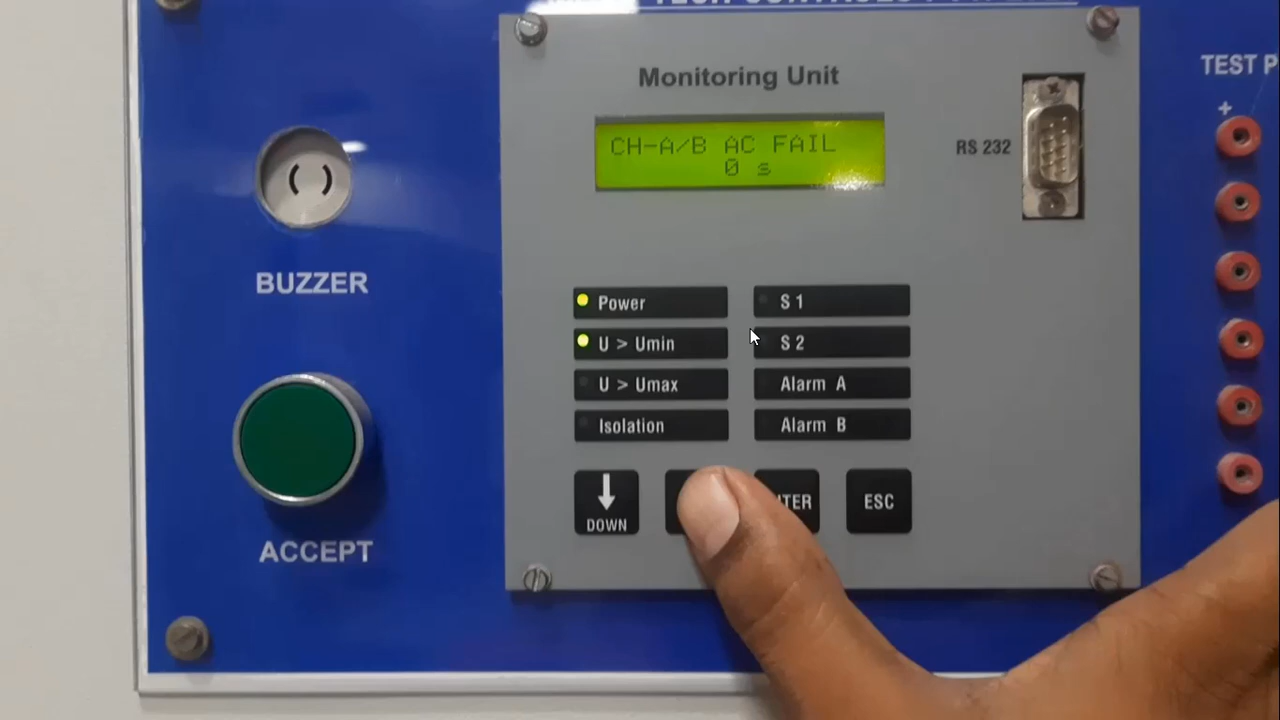 Monitoring Unit
TEST P
+
CH-A/B AC FAIL
0 s
RS 232
BUZZER
Power
S 1
U > Umin
S 2
U > Umax
Alarm A
Isolation
Alarm B
DOWN
ESC
ACCEPT